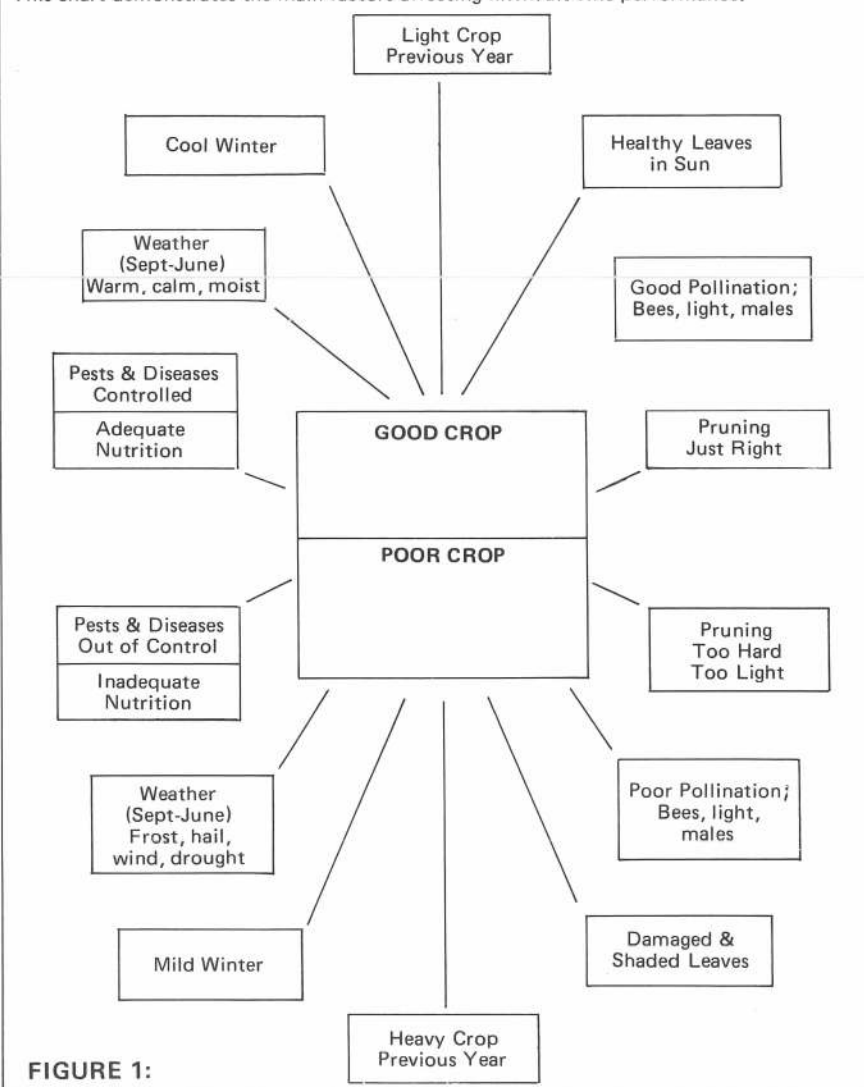 Light Crop
Previous Year
Cool Winter
Healthy Leaves
in Sun
Weather
(Sept-June)
Warm, calm, moist
Good Pollination;
Bees, light, males
Pests & Diseases
Controlled
Adequate
Nutrition
GOOD CROP
Pruning
Just Right
POOR CROP
Pests & Diseases
Out of Control
Inadequate
Nutrition
Pruning
Too Hard
Too Light
Weather
(Sept-June)
Frost, hail,
wind, drought
Poor Pollination;
Bees, light,
males
Mild Winter
Damaged &
Shaded Leaves
Heavy Crop
Previous Year
FIGURE 1: